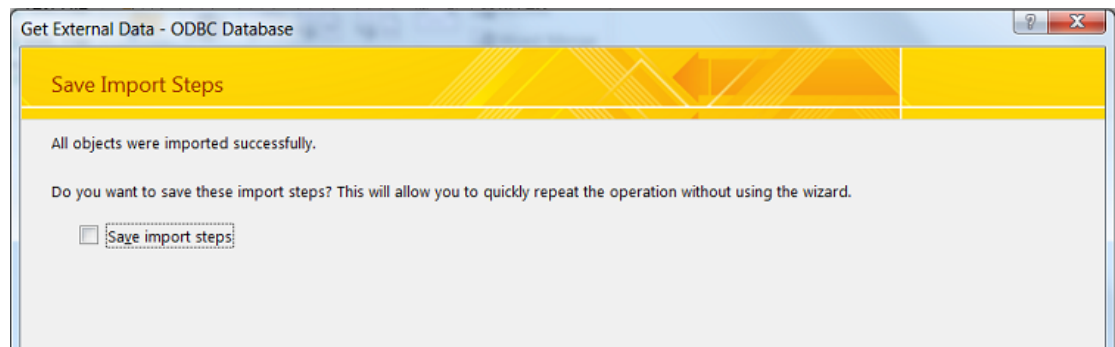 Get External Data - ODBC Database
Save Import Steps
All objects were imported successfully.
Do you want to save these import steps? This will allow you to quickly repeat the operation without using the wizard.
Save import steps